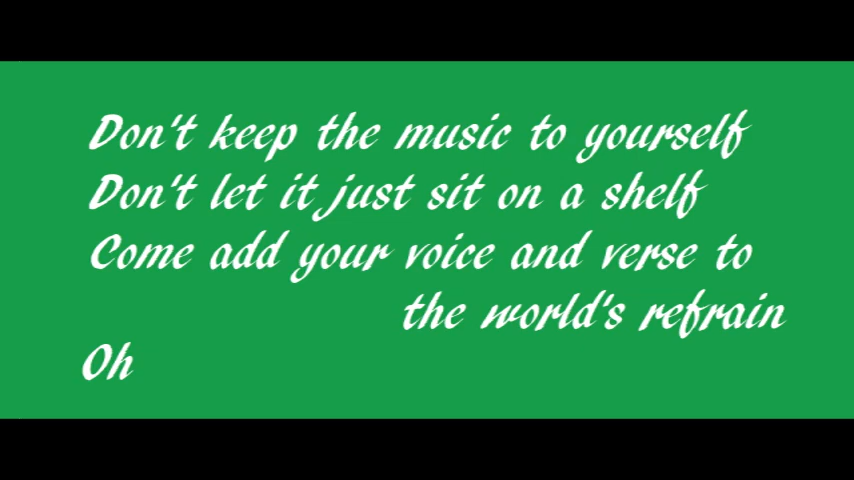 Don't keep the music to yourself
Don't let it just sit on a shelf
Come add your voice and verse to
the world's refrain
Oh